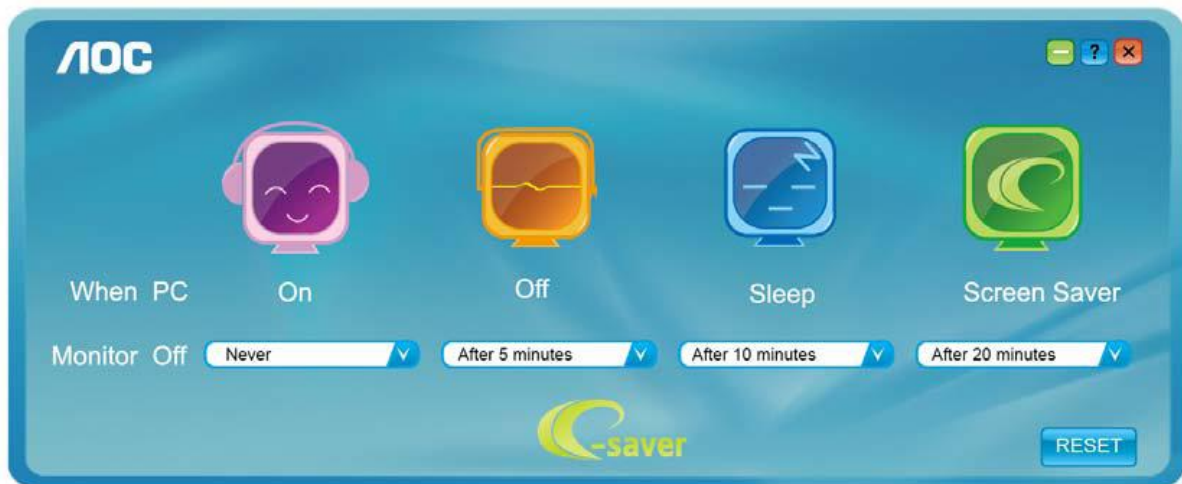 AOC
?
When PC On Off Sleep Screen Saver
Monitor Off Never After 5 minutes After 10 minutes After 20 minutes
e-saver
RESET